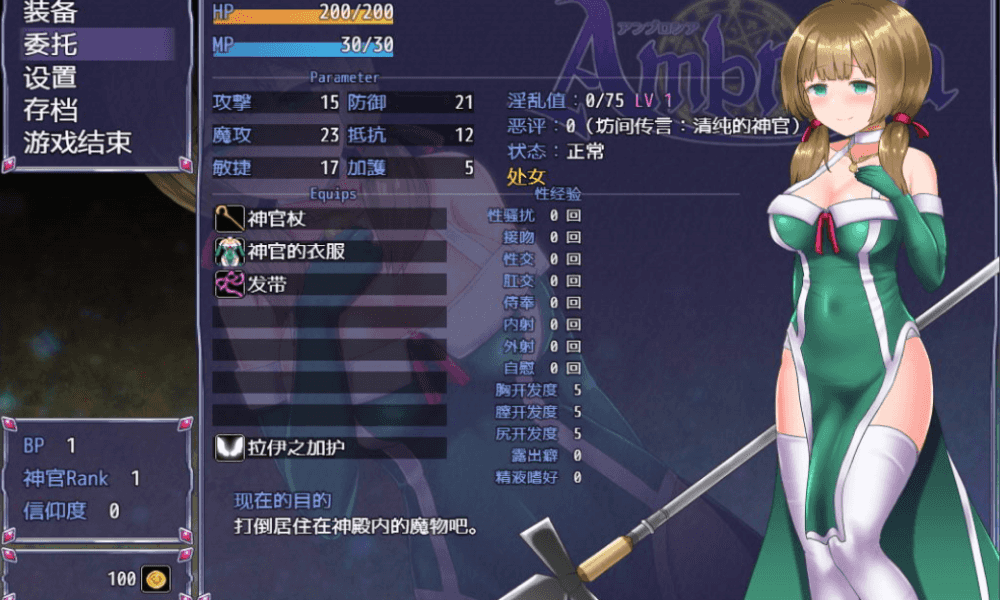 装备
委托
设置
存档
游戏结束
HP 200/200
MP 30/30
Parameter
攻撃 15 防御 21
魔攻 23 抵抗 12
敏捷 17 加護 5
Equips
神官杖
神官的衣服
发带
拉伊之加护
现在的目的
打倒居住在神殿内的魔物吧。
アンブロシア
淫乱值：0/75 LV 1
恶评：0（坊间传言：清纯的神官）
状态：正常
处女
性经验
性骚扰 0 回
接吻 0 回
性交 0 回
肛交 0 回
侍奉 0 回
内射 0 回
外射 0 回
自慰 0 回
胸开发度 5
膣开发度 5
尻开发度 5
露出癖 0
精液嗜好 0
BP 1
神官Rank 1
信仰度 0
100